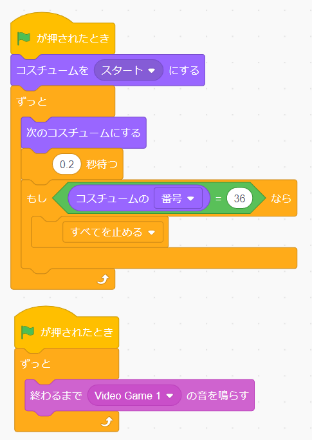 が押されたとき
コスチュームを スタート にする
ずっと
次のコスチュームにする
0.2 秒待つ
もし コスチュームの 番号 = 36 なら
すべてを止める
が押されたとき
ずっと
終わるまで Video Game 1 の音を鳴らす